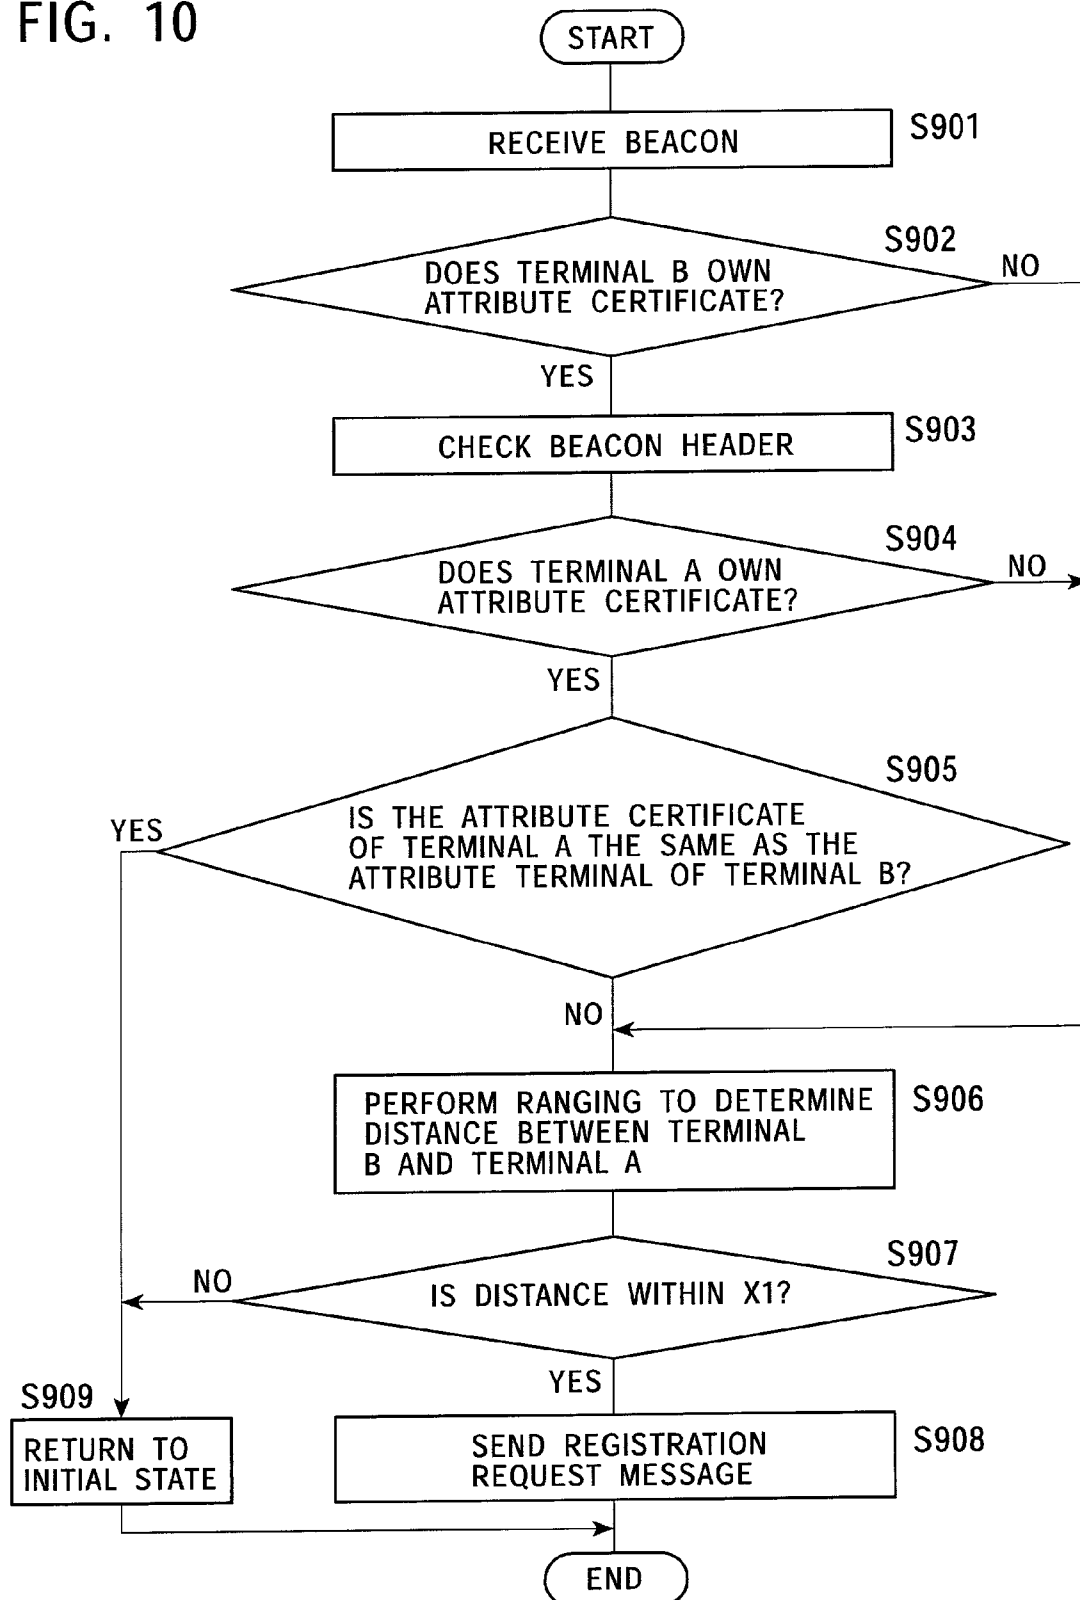 FIG. 10
START
RECEIVE BEACON
S901
S902
DOES TERMINAL B OWN
ATTRIBUTE CERTIFICATE?
NO
YES
CHECK BEACON HEADER
S903
S904
DOES TERMINAL A OWN
ATTRIBUTE CERTIFICATE?
NO
YES
S905
IS THE ATTRIBUTE CERTIFICATE
OF TERMINAL A THE SAME AS THE
ATTRIBUTE TERMINAL OF TERMINAL B?
YES
NO
PERFORM RANGING TO DETERMINE
DISTANCE BETWEEN TERMINAL
B AND TERMINAL A
S906
S907
IS DISTANCE WITHIN X1?
NO
YES
S909
RETURN TO
INITIAL STATE
SEND REGISTRATION
REQUEST MESSAGE
S908
END